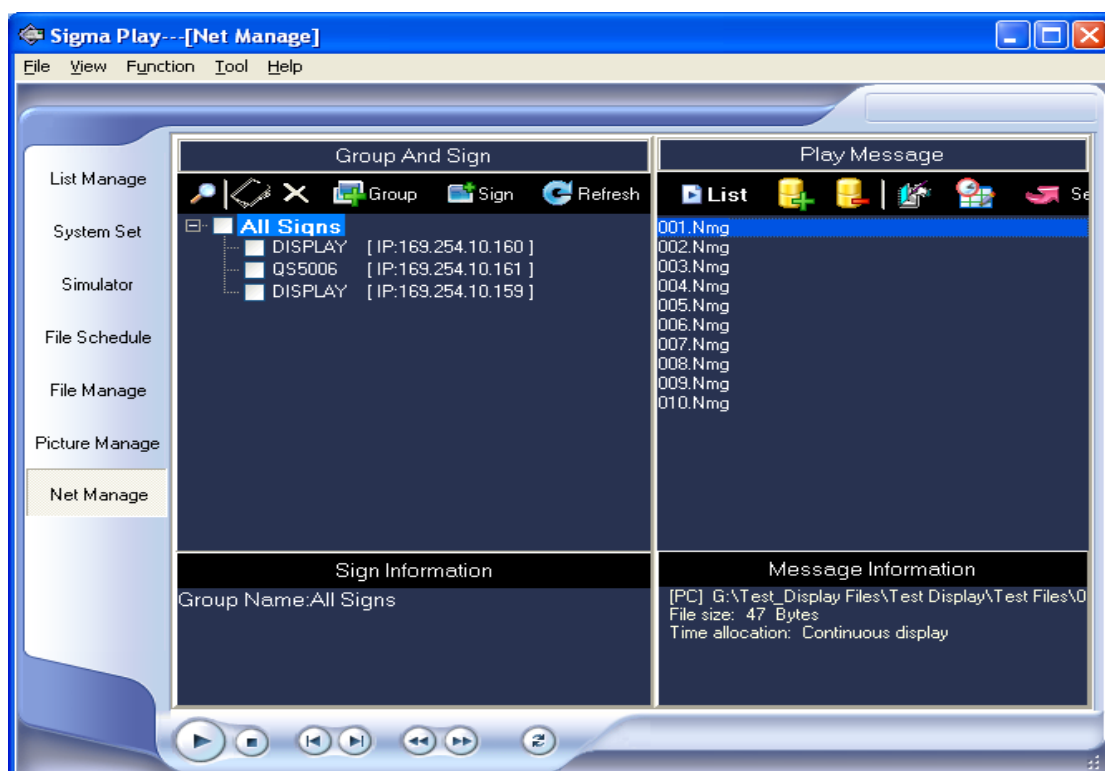 Sigma Play---[Net Manage]
File View Function Tool Help
Group And Sign
Play Message
List Manage
System Set
Simulator
File Schedule
File Manage
Picture Manage
Net Manage
Group Sign Refresh
List Se
All Signs
DISPLAY [ IP:169.254.10.160 ]
QS5006 [ IP:169.254.10.161 ]
DISPLAY [ IP:169.254.10.159 ]
001.Nmg
002.Nmg
003.Nmg
004.Nmg
005.Nmg
006.Nmg
007.Nmg
008.Nmg
009.Nmg
010.Nmg
Sign Information
Group Name:All Signs
Message Information
[PC] G:\Test_Display Files\Test Display\Test Files\0
File size: 47 Bytes
Time allocation: Continuous display